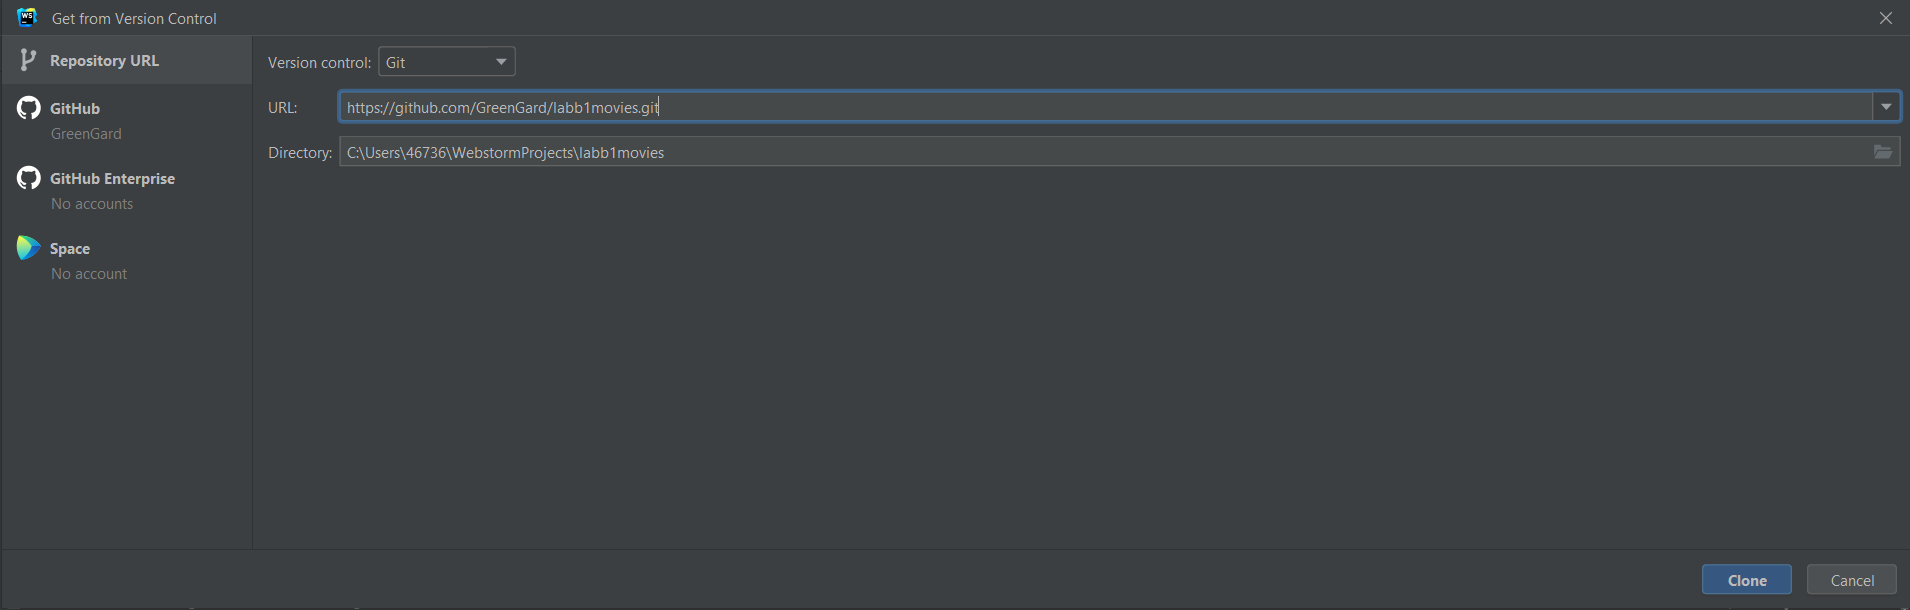 WS
Get from Version Control
Repository URL
GitHub
GreenGard
GitHub Enterprise
No accounts
Space
No account
Version control: Git
URL: https://github.com/GreenGard/labb1movies.git
Directory: C:\Users\46736\WebstormProjects\labb1movies
Clone Cancel